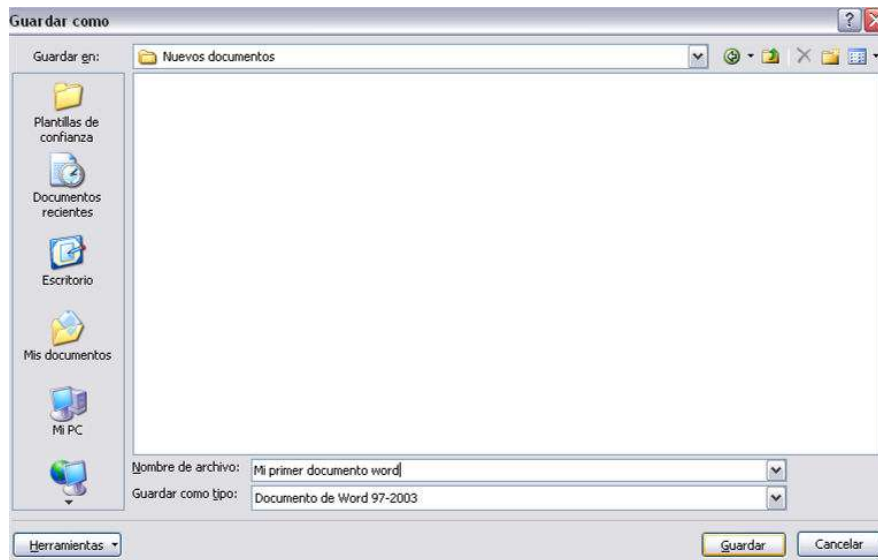 Guardar como
Guardar en:
Nuevos documentos
Plantillas de
confianza
Documentos
recientes
Escritorio
Mis documentos
Mi PC
Nombre de archivo:
Mi primer documento word
Guardar como tipo:
Documento de Word 97-2003
Herramientas
Guardar
Cancelar